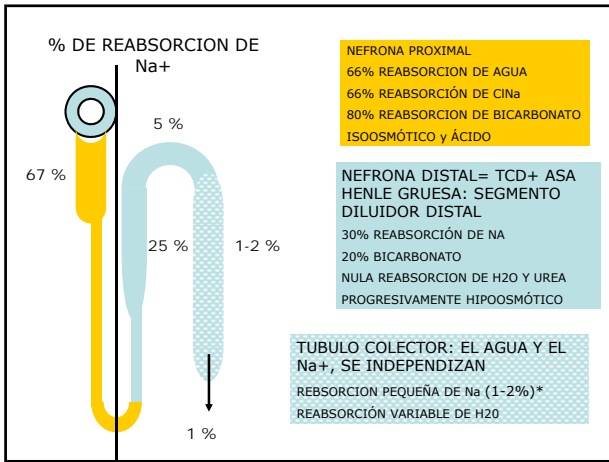 % DE REABSORCION DE
Na+
5 %
67 %
25 %
1-2 %
1 %
NEFRONA PROXIMAL
66% REABSORCION DE AGUA
66% REABSORCIÓN DE ClNa
80% REABSORCION DE BICARBONATO
ISOOSMÓTICO y ÁCIDO
NEFRONA DISTAL= TCD+ ASA
HENLE GRUESA: SEGMENTO
DILUIDOR DISTAL
30% REABSORCIÓN DE NA
20% BICARBONATO
NULA REABSORCION DE H2O Y UREA
PROGRESIVAMENTE HIPOOSMÓTICO
TUBULO COLECTOR: EL AGUA Y EL
Na+, SE INDEPENDIZAN
REBSORCION PEQUEÑA DE Na (1-2%)*
REABSORCIÓN VARIABLE DE H20